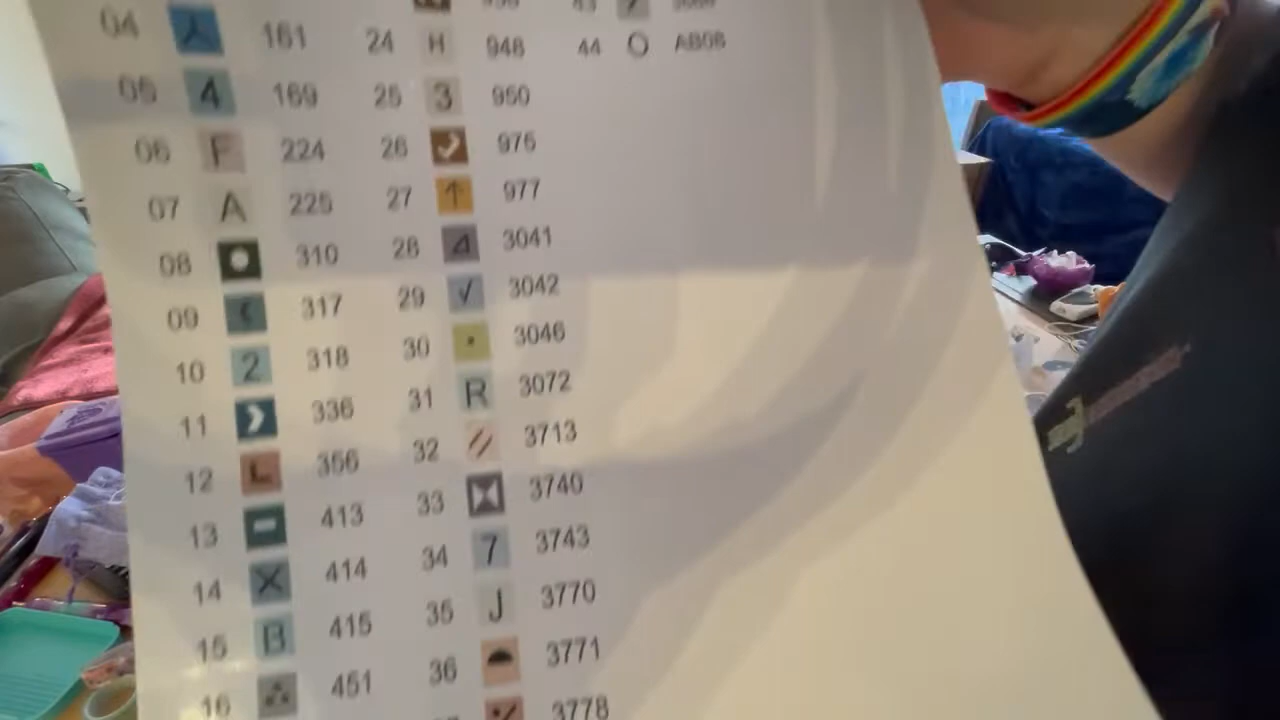 04 161 24 H 948 44 O AB06
05 4 169 25 3 950
06 F 224 26 975
07 A 225 27 ↑ 977
08 310 28 3041
09 317 29 √ 3042
10 2 318 30 3046
11 336 31 R 3072
12 L 356 32 // 3713
13 - 413 33 3740
14 X 414 34 7 3743
15 B 415 35 J 3770
16 451 36 3771
3778